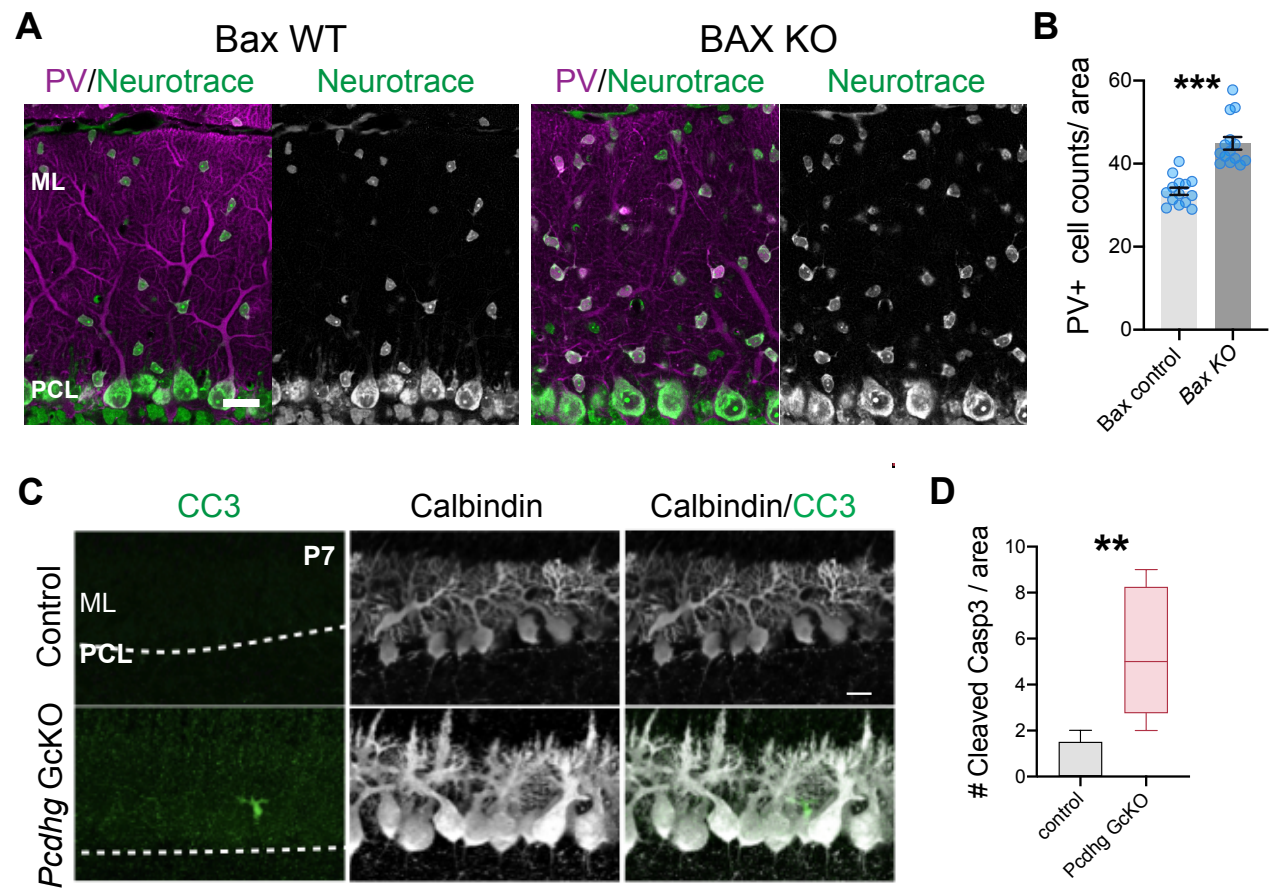 A
Bax WT
BAX KO
PV/Neurotrace
Neurotrace
PV/Neurotrace
Neurotrace
ML
PCL
B
PV+ cell counts/ area
***
60
40
20
0
Bax control
Bax KO
C
CC3
Calbindin
Calbindin/CC3
Control
P7
ML
PCL
Pcdhg GcKO
D
# Cleaved Casp3 / area
**
10
8
6
4
2
0
control
Pcdhg GcKO